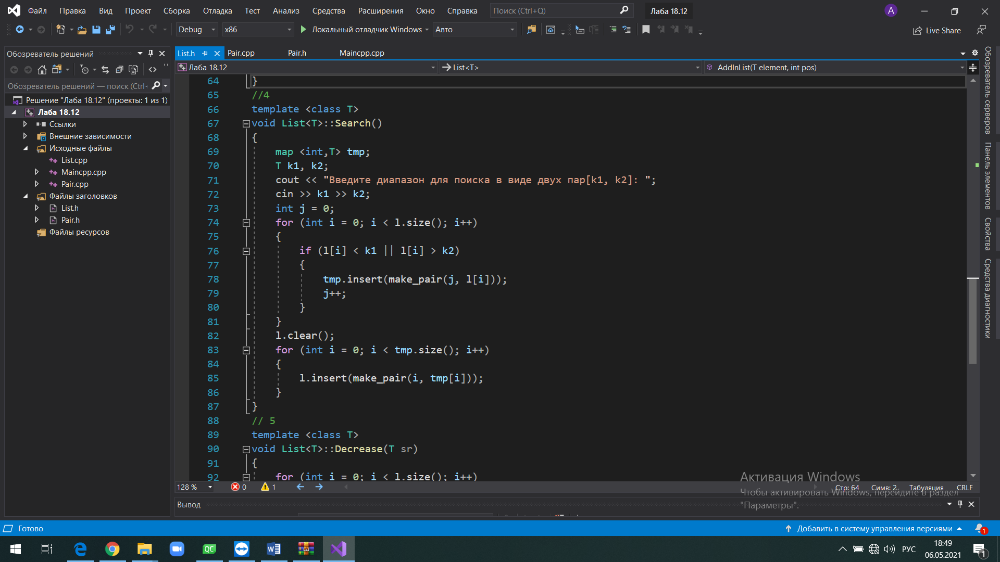 Файл Правка Вид Проект Сборка Отладка Тест Анализ Средства Расширения Окно Справка Поиск (Ctrl+Q) Лаба 18.12 A
Debug x86 Локальный отладчик Windows Авто Live Share
Обозреватель решений
Обозреватель решений — поиск (Ctrl+
Решение "Лаба 18.12" (проекты: 1 из 1)
Лаба 18.12
Ссылки
Внешние зависимости
Исходные файлы
List.cpp
Maincpp.cpp
Pair.cpp
Файлы заголовков
List.h
Pair.h
Файлы ресурсов
List.h Pair.cpp Pair.h Maincpp.cpp
Лаба 18.12 List<T> AddInList(T element, int pos)
64 }
65 //4
66 template <class T>
67 void List<T>::Search()
68 {
69 map <int,T> tmp;
70 T k1, k2;
71 cout << "Введите диапазон для поиска в виде двух пар[k1, k2]: ";
72 cin >> k1 >> k2;
73 int j = 0;
74 for (int i = 0; i < l.size(); i++)
75 {
76 if (l[i] < k1 || l[i] > k2)
77 {
78 tmp.insert(make_pair(j, l[i]));
79 j++;
80 }
81 }
82 l.clear();
83 for (int i = 0; i < tmp.size(); i++)
84 {
85 l.insert(make_pair(i, tmp[i]));
86 }
87 }
88 // 5
89 template <class T>
90 void List<T>::Decrease(T sr)
91 {
92 for (int i = 0; i < l.size(); i++)
128 % 0 1 Стр: 64 Симв: 2 Табуляция CRLF
Активация Windows
Чтобы активировать Windows, перейдите в раздел
"Параметры".
Вывод
Обозреватель серверов
Панель элементов
Свойства
Средства диагностики
Готово Добавить в систему управления версиями 1
QC W РУС 18:49
06.05.2021 1